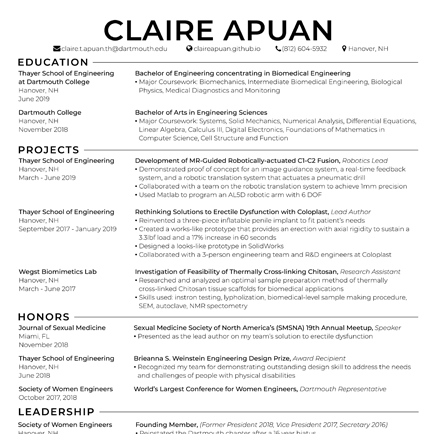 CLAIRE APUAN
claire.t.apuan.th@dartmouth.edu claireapuan.github.io (812) 604-5932 Hanover, NH
EDUCATION
Thayer School of Engineering
at Dartmouth College
Hanover, NH
June 2019
Bachelor of Engineering concentrating in Biomedical Engineering
• Major Coursework: Biomechanics, Intermediate Biomedical Engineering, Biological
Physics, Medical Diagnostics and Monitoring
Dartmouth College
Hanover, NH
November 2018
Bachelor of Arts in Engineering Sciences
• Major Coursework: Systems, Solid Mechanics, Numerical Analysis, Differential Equations,
Linear Algebra, Calculus III, Digital Electronics, Foundations of Mathematics in
Computer Science, Cell Structure and Function
PROJECTS
Thayer School of Engineering
Hanover, NH
March - June 2019
Development of MR-Guided Robotically-actuated C1-C2 Fusion, Robotics Lead
• Demonstrated proof of concept for an image guidance system, a real-time feedback
system, and a robotic translation system that actuates a pneumatic drill
• Collaborated with a team on the robotic translation system to achieve 1mm precision
• Used Matlab to program an AL5D robotic arm with 6 DOF
Thayer School of Engineering
Hanover, NH
September 2017 - January 2019
Rethinking Solutions to Erectile Dysfunction with Coloplast, Lead Author
• Reinvented a three-piece inflatable penile implant to fit patient's needs
• Created a works-like prototype that provides an erection with axial rigidity to sustain a
3.3lbf load and a 17% increase in 60 seconds
• Designed a looks-like prototype in SolidWorks
• Collaborated with a 3-person engineering team and R&D engineers at Coloplast
Wegst Biomimetics Lab
Hanover, NH
March - June 2017
Investigation of Feasibility of Thermally Cross-linking Chitosan, Research Assistant
• Researched and analyzed an optimal sample preparation method of thermally
cross-linked Chitosan tissue scaffolds for biomedical applications
• Skills used: instron testing, lypholization, biomedical-level sample making procedure,
SEM, autoclave, NMR spectrometry
HONORS
Journal of Sexual Medicine
Miami, FL
November 2018
Sexual Medicine Society of North America's (SMSNA) 19th Annual Meetup, Speaker
• Presented as the lead author on my team's solution to erectile dysfunction
Thayer School of Engineering
Hanover, NH
June 2018
Brieanna S. Weinstein Engineering Design Prize, Award Recipient
• Recognized my team for demonstrating outstanding design skill to address the needs
and challenges of people with physical disabilities
Society of Women Engineers
October 2017, 2018
World's Largest Conference for Women Engineers, Dartmouth Representative
LEADERSHIP
Society of Women Engineers
Hanover, NH
Founding Member, (Former President 2018, Vice President 2017, Secretary 2016)
• Reinstated the Dartmouth chapter after a 16 year hiatus